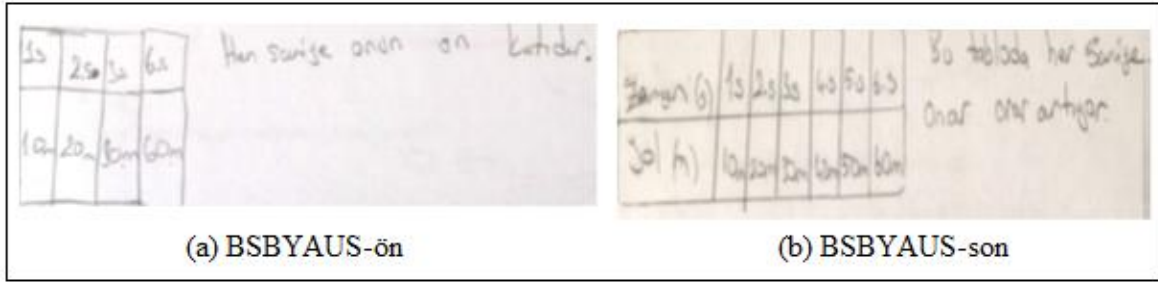 1s 2s 3s 6s
10m 20m 30m 60m
Her saniye onun on katıdır.
Zaman (s) 1s 2s 3s 4s 5s 6s
Yol (m) 10m 20m 30m 40m 50m 60m
Bu tabloda her saniye
onar onar artıyor.
(a) BSBYAUS-ön
(b) BSBYAUS-son